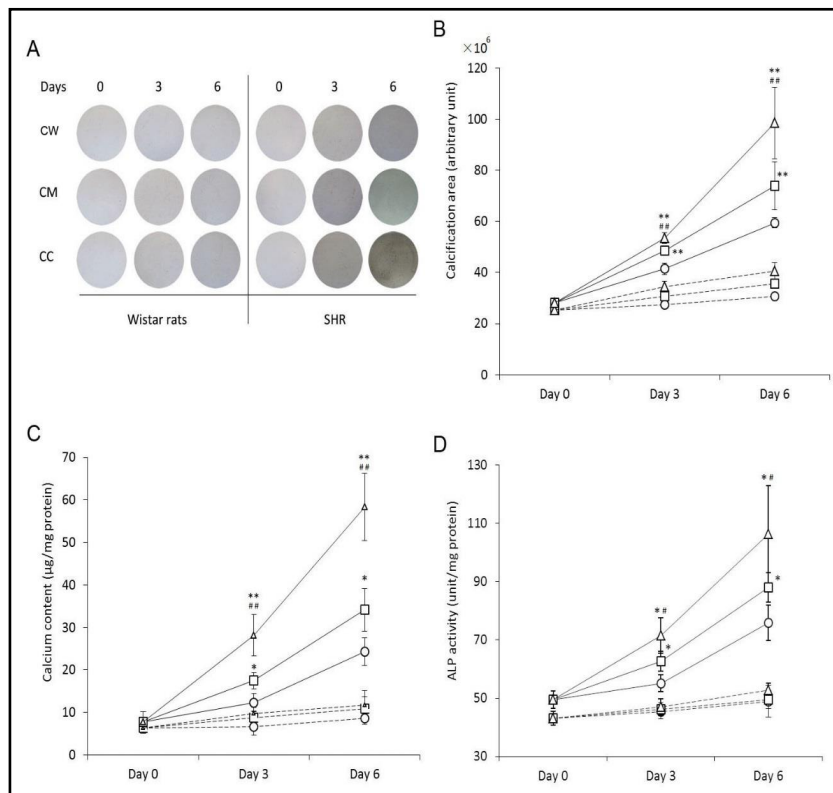 A
Days 0 3 6 0 3 6
CW
CM
CC
Wistar rats SHR
B
×10⁶
Calcification area (arbitrary unit)
120
100
80
60
40
20
0
**
##
**
**
##
**
Day 0 Day 3 Day 6
C
Calcium content (µg/mg protein)
70
60
50
40
30
20
10
0
**
##
*
**
##
*
Day 0 Day 3 Day 6
D
ALP activity (unit/mg protein)
130
110
90
70
50
30
*#
*
*#
*
Day 0 Day 3 Day 6